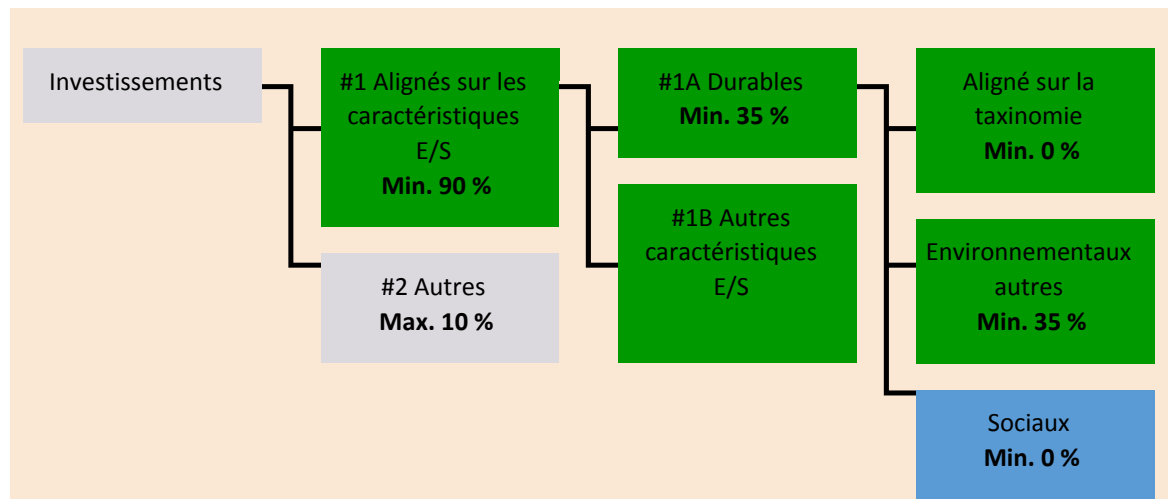 Investissements
#1 Alignés sur les
caractéristiques
E/S
Min. 90 %
#2 Autres
Max. 10 %
#1A Durables
Min. 35 %
#1B Autres
caractéristiques
E/S
Aligné sur la
taxinomie
Min. 0 %
Environnementaux
autres
Min. 35 %
Sociaux
Min. 0 %